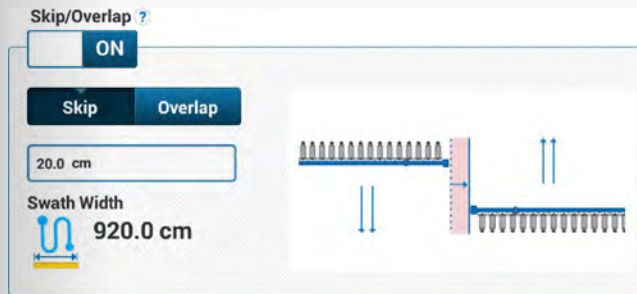 Skip/Overlap ?
ON
Skip Overlap
20.0 cm
Swath Width
920.0 cm